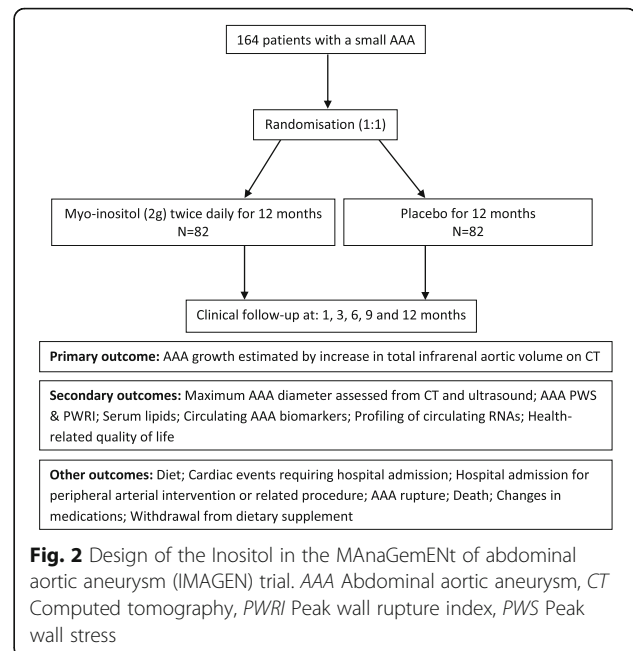 164 patients with a small AAA
Randomisation (1:1)
Myo-inositol (2g) twice daily for 12 months
N=82
Placebo for 12 months
N=82
Clinical follow-up at: 1, 3, 6, 9 and 12 months
Primary outcome: AAA growth estimated by increase in total infrarenal aortic volume on CT
Secondary outcomes: Maximum AAA diameter assessed from CT and ultrasound; AAA PWS
& PWRI; Serum lipids; Circulating AAA biomarkers; Profiling of circulating RNAs; Health-
related quality of life
Other outcomes: Diet; Cardiac events requiring hospital admission; Hospital admission for
peripheral arterial intervention or related procedure; AAA rupture; Death; Changes in
medications; Withdrawal from dietary supplement
Fig. 2 Design of the Inositol in the MAnaGemENt of abdominal
aortic aneurysm (IMAGEN) trial. AAA Abdominal aortic aneurysm, CT
Computed tomography, PWRI Peak wall rupture index, PWS Peak
wall stress